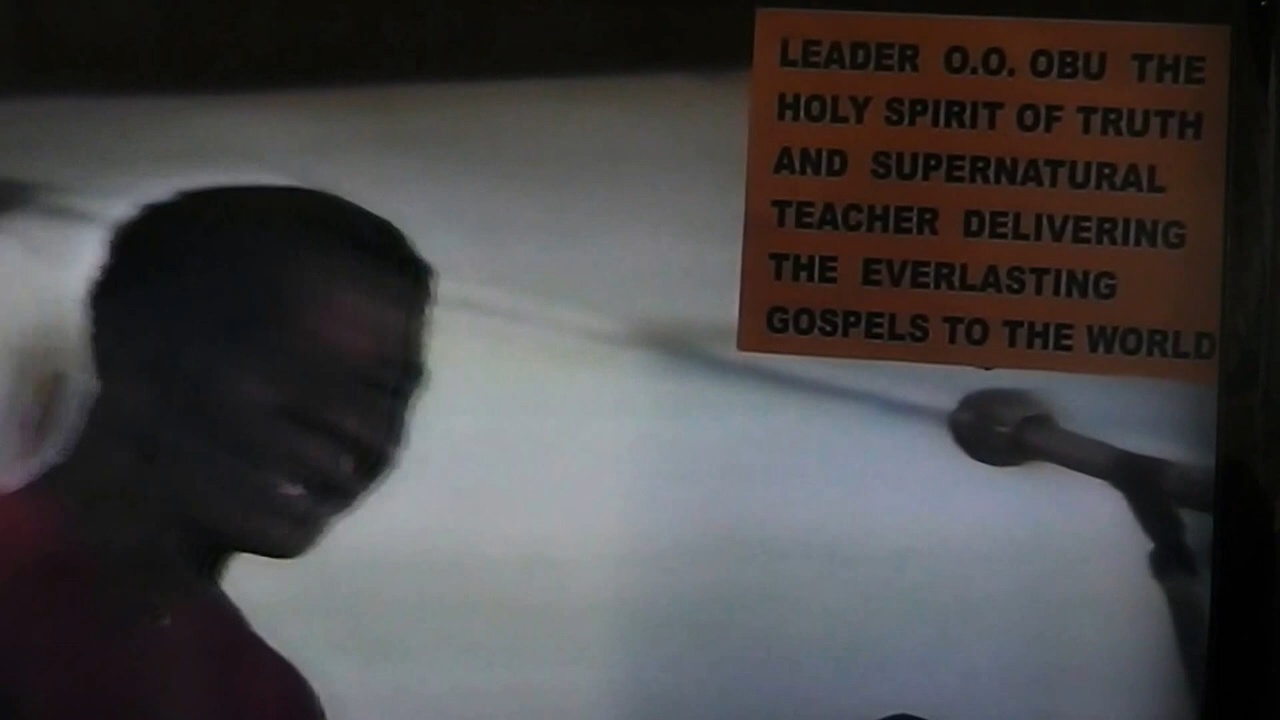 LEADER O.O. OBU THE
HOLY SPIRIT OF TRUTH
AND SUPERNATURAL
TEACHER DELIVERING
THE EVERLASTING
GOSPELS TO THE WORLD